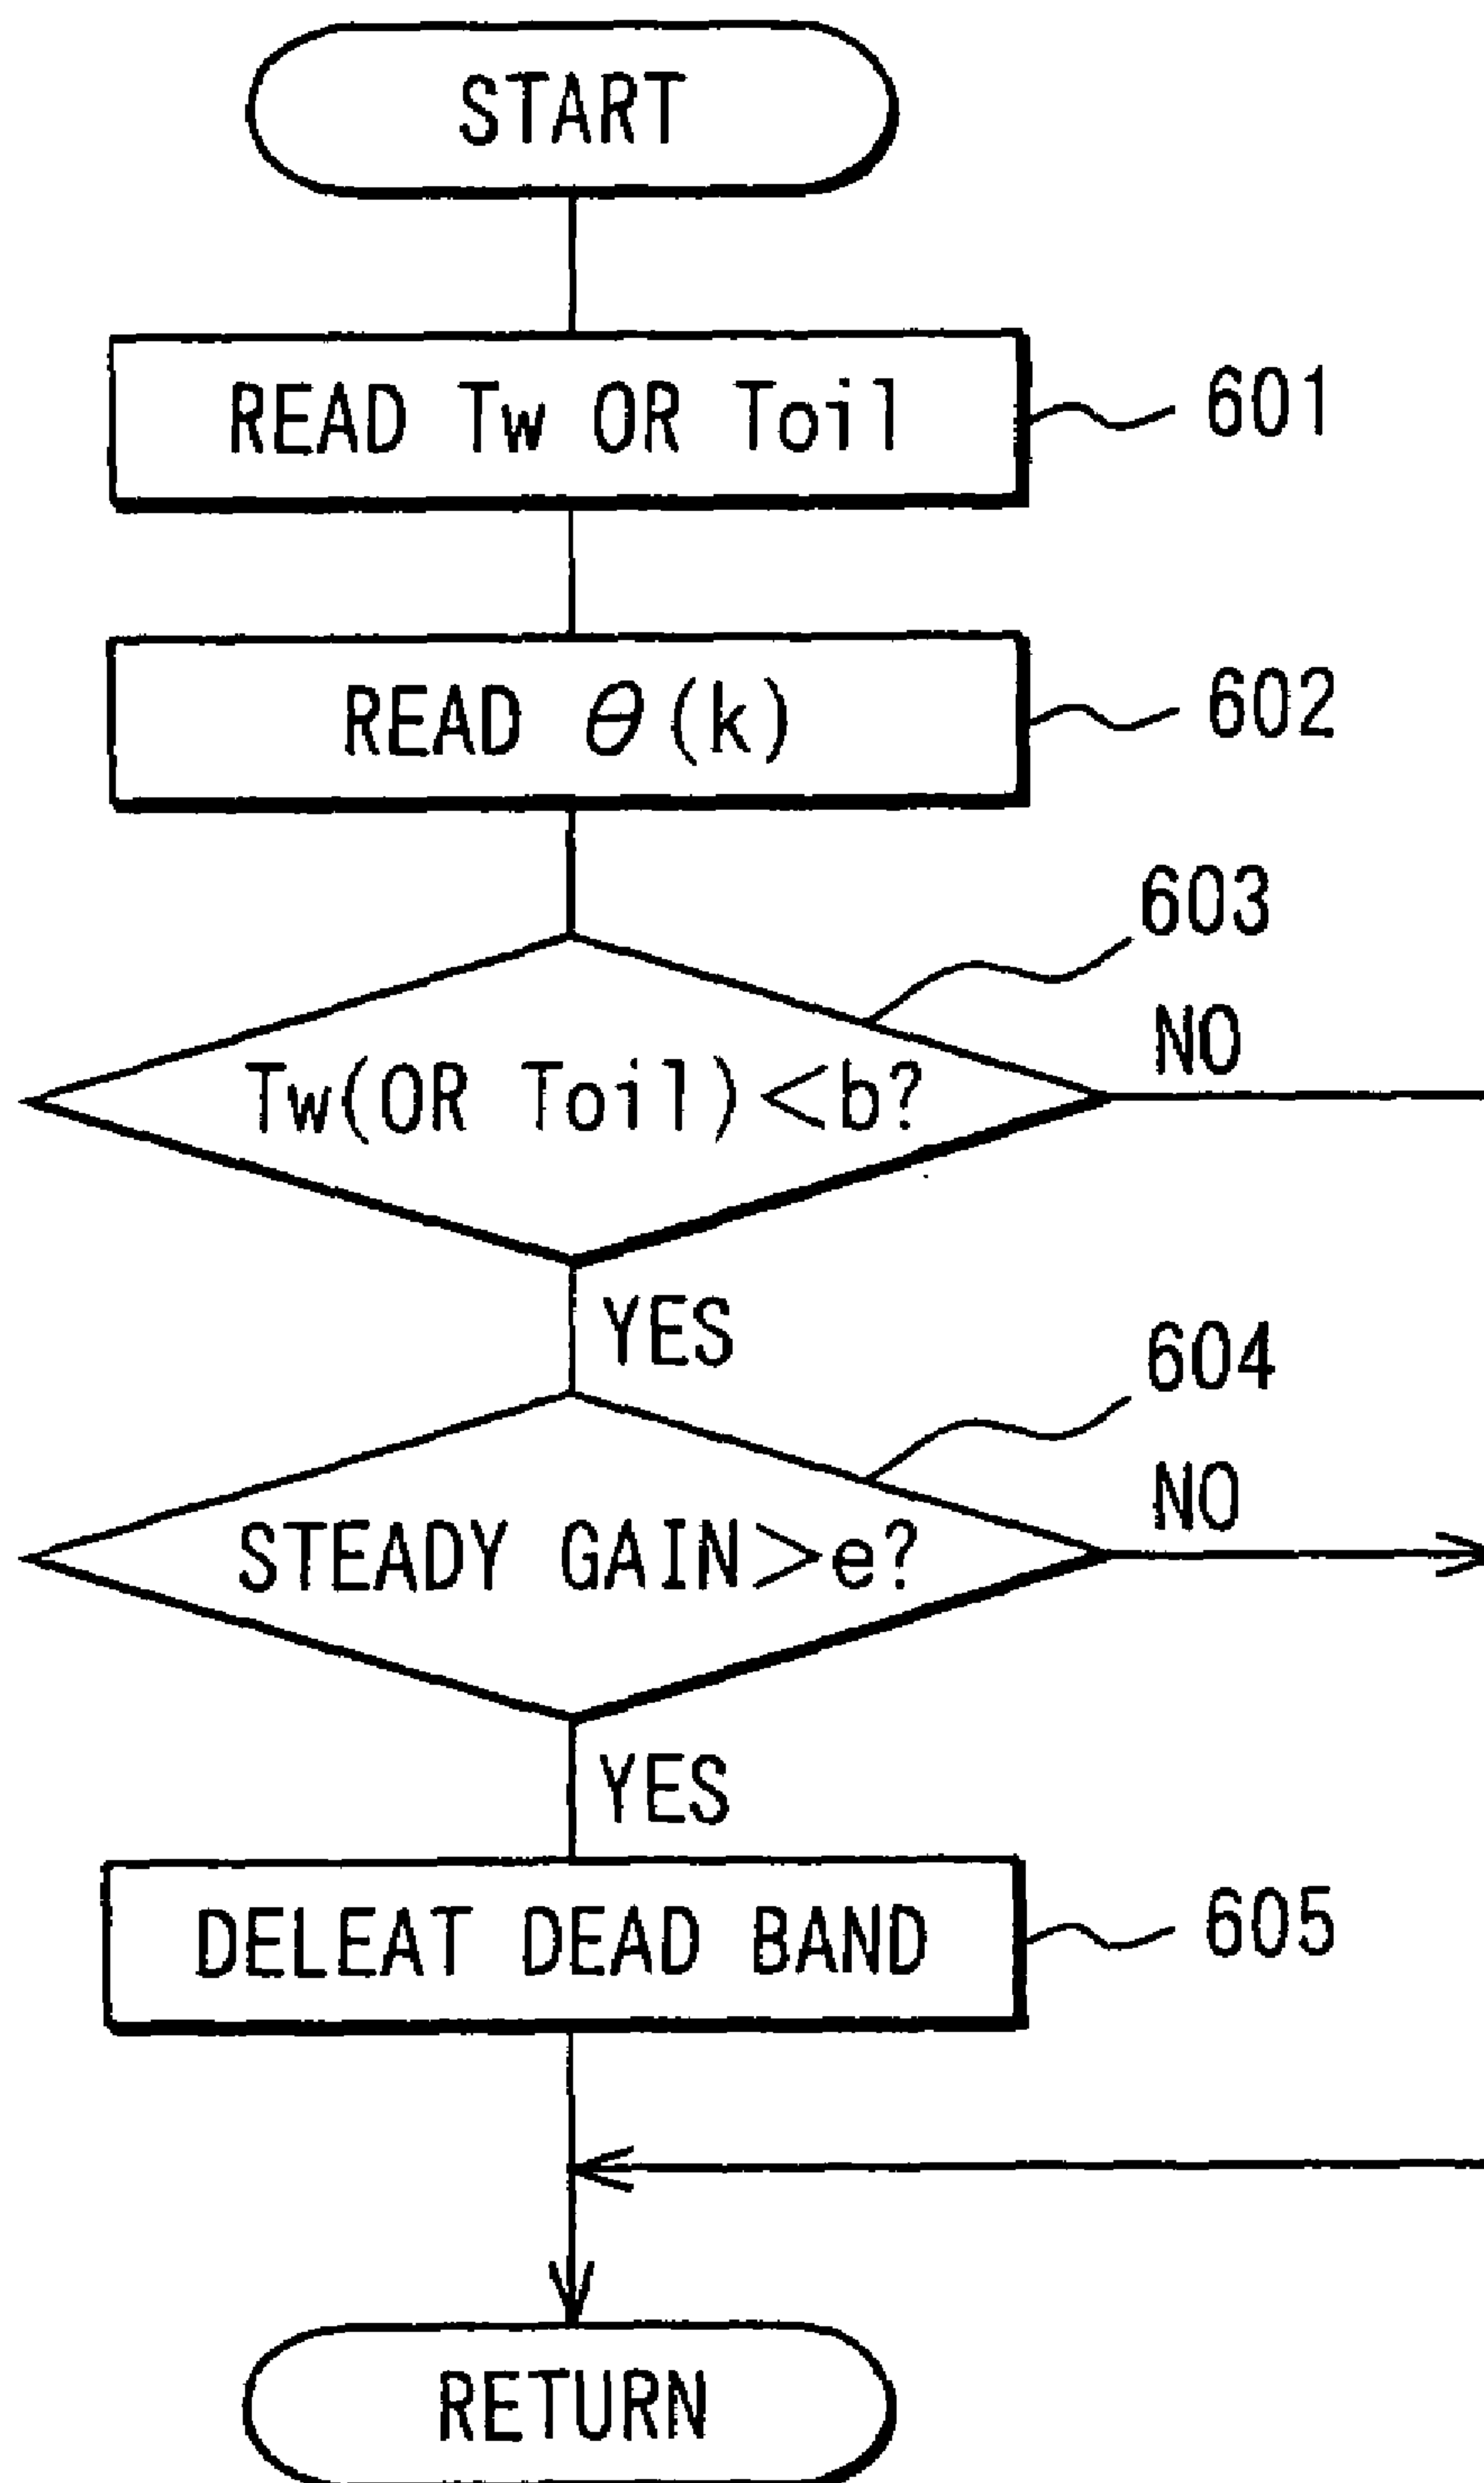 START
READ Tw OR Toil
601
READ θ(k)
602
603
Tw(OR Toil)<b?
NO
YES
604
STEADY GAIN>e?
NO
YES
DELEAT DEAD BAND
605
RETURN